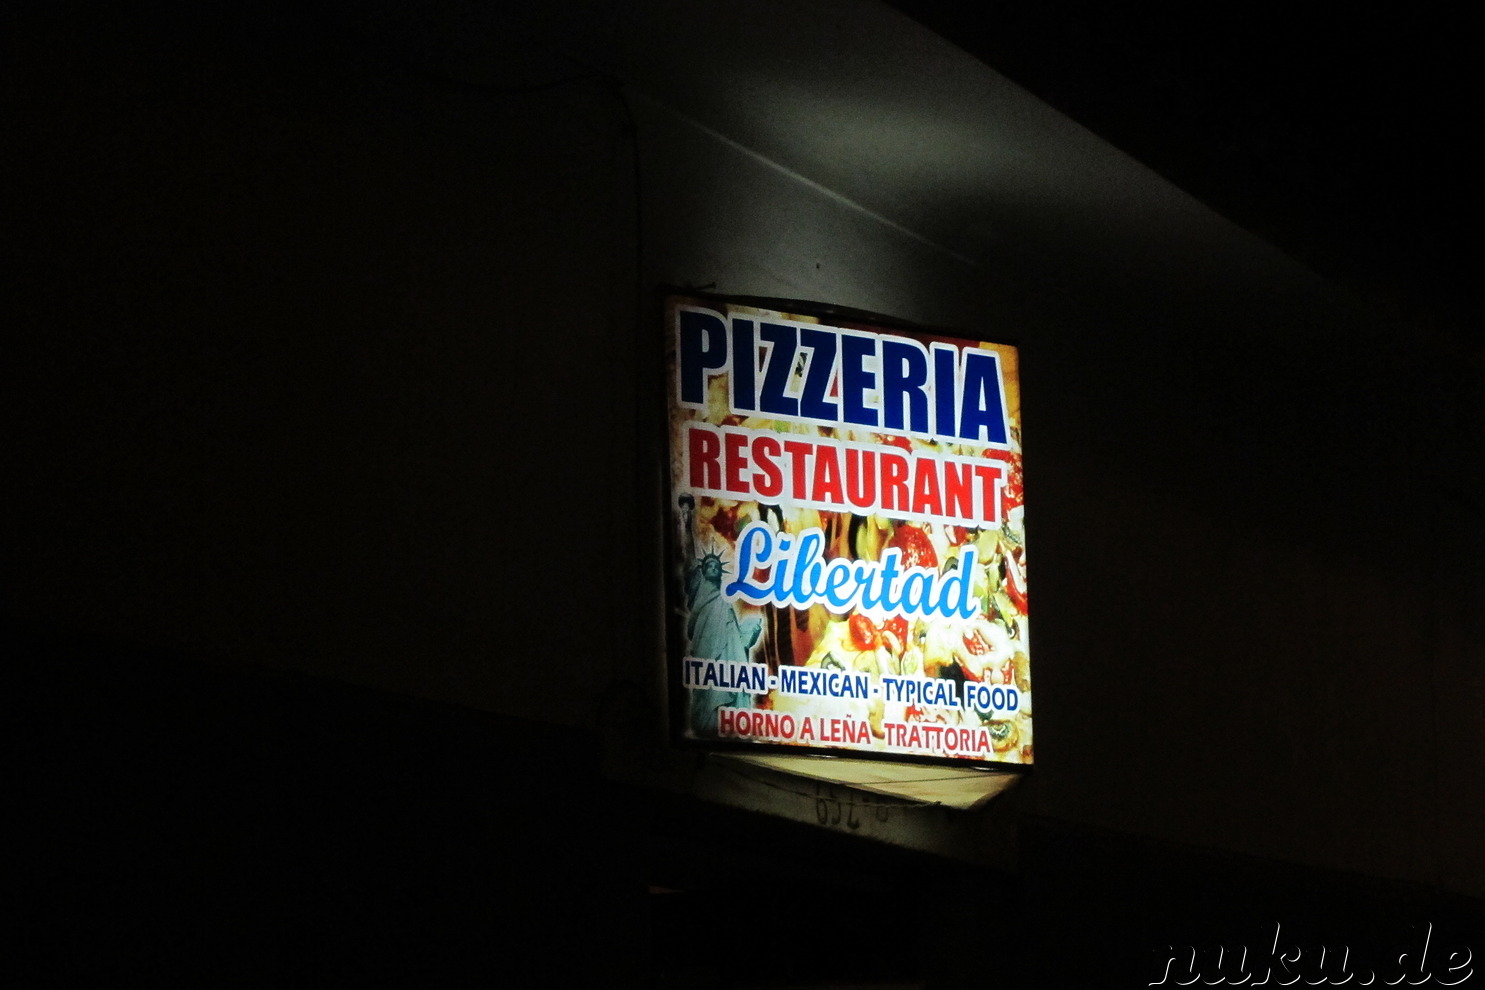 PIZZERIA
RESTAURANT
Libertad
ITALIAN - MEXICAN - TYPICAL FOOD
HORNO A LEÑA TRATTORIA
nuku.de